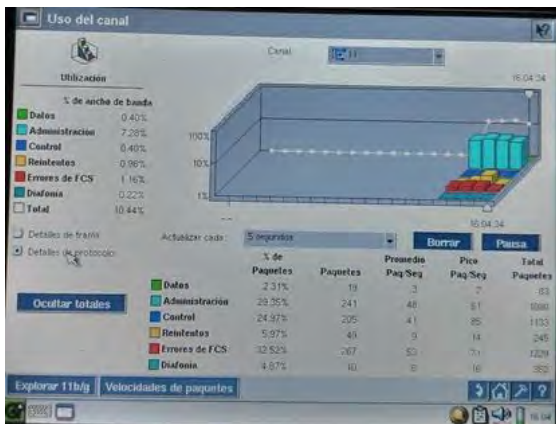 Uso del canal
Canal:
Utilización
16:04:34
% de ancho de banda
Datos 0.40%
Administración 7.28%
Control 0.40%
Reintentos 0.96%
Errores de FCS 1.16%
Diafonía 0.22%
Total 10.44%
100%
10%
1%
16:04:34
Detalles de trama
Detalles de protocolo
Actualizar cada: 5 segundos
Borrar Pausa
% de Paquetes Paquetes Promedio Paq/Seg Pico Paq/Seg Total Paquetes
Datos 2.31% 19 3 7 83
Administración 29.35% 241 48 61
Control 24.97% 205 41 85 1133
Reintentos 5.97% 49 9 14 245
Errores de FCS 32.52% 267 53 71
Diafonía 4.87%
Ocultar totales
Explorar 11b/g Velocidades de paquetes
?
16:04